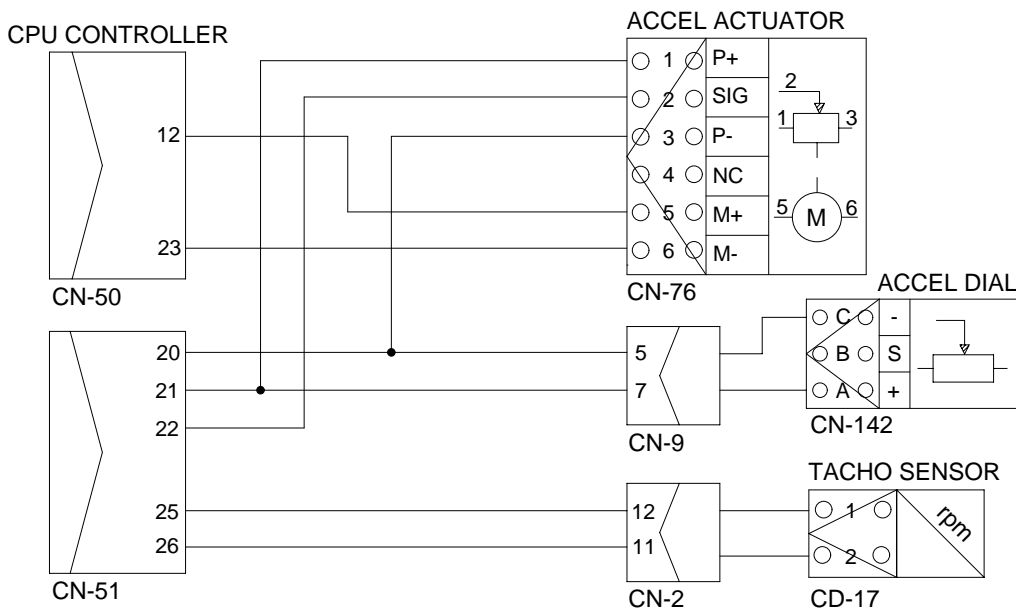 CPU CONTROLLER
12
23
CN-50
20
21
22
25
26
CN-51
ACCEL ACTUATOR
1 P+
2 SIG
3 P-
4 NC
5 M+
6 M-
2
1 3
5 M 6
CN-76
5
7
CN-9
ACCEL DIAL
C -
B S
A +
CN-142
12
11
CN-2
TACHO SENSOR
1
2
rpm
CD-17